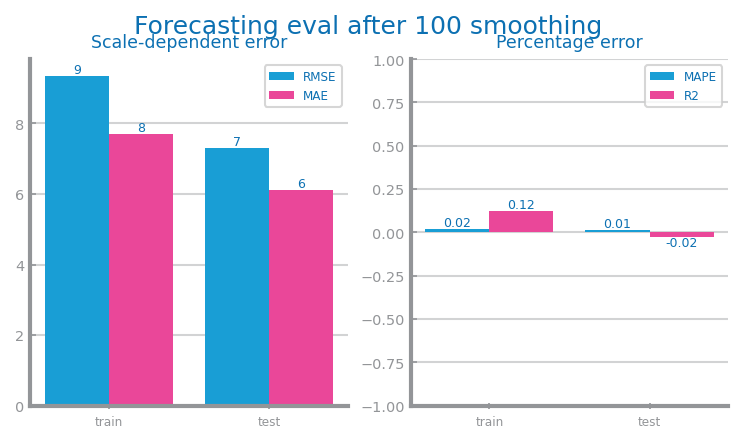 Forecasting eval after 100 smoothing
Scale-dependent error
RMSE
MAE
9
8
7
6
8
6
4
2
0
train
test
Percentage error
MAPE
R2
1.00
0.75
0.50
0.25
0.00
−0.25
−0.50
−0.75
−1.00
0.02
0.12
0.01
-0.02
train
test